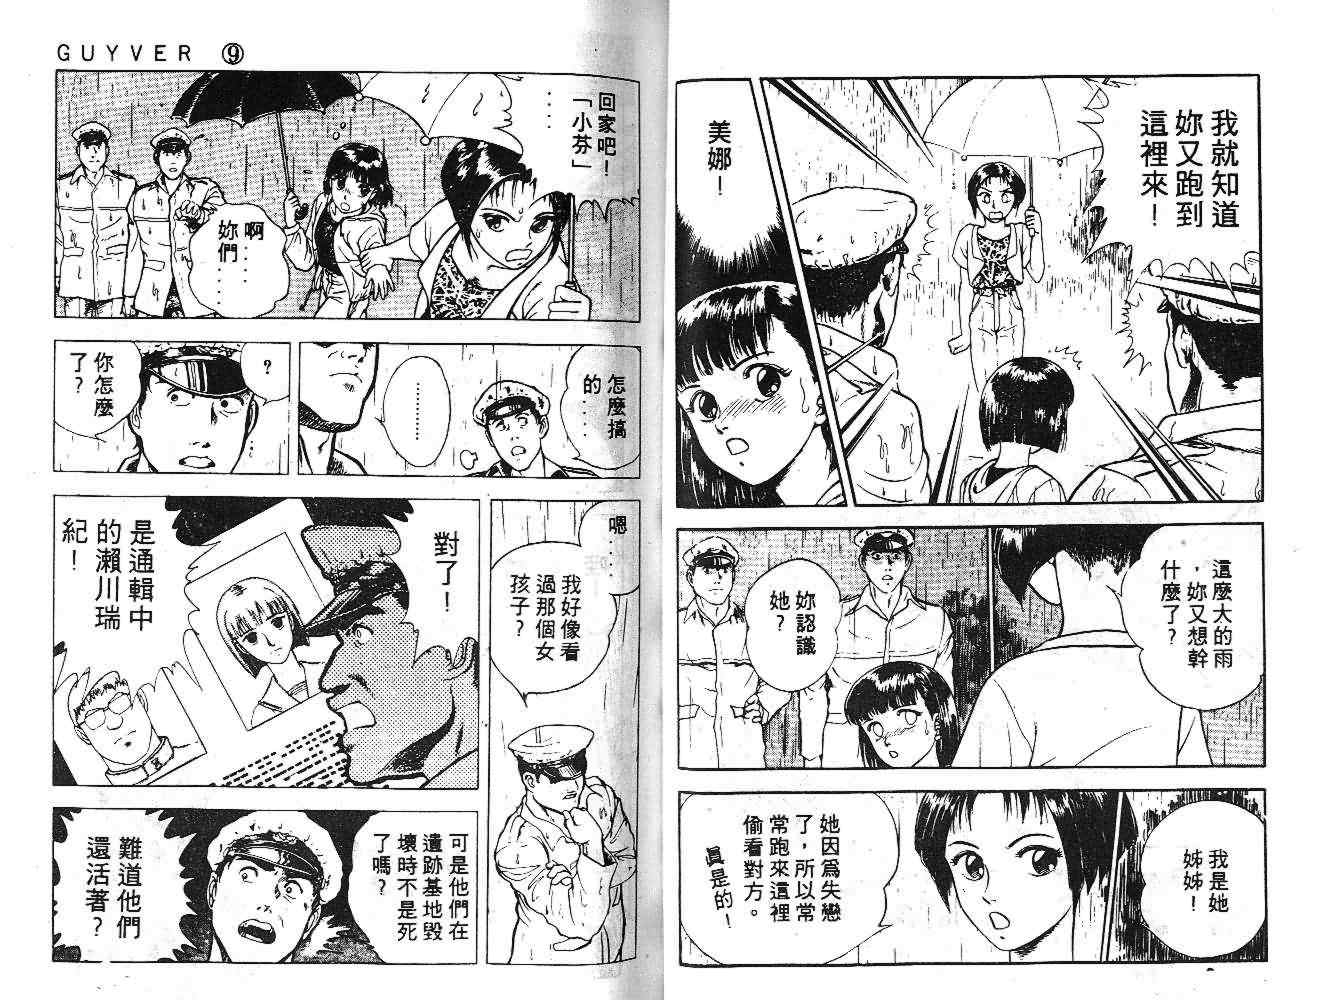 GUYVER ⑨
我就知道
妳又跑到
這裡來！
美娜！
這麼大的雨
，妳又想幹
什麼了？
妳認識
她？
我是她
姊姊！
她因爲失戀
了，所以常
常跑來這裡
偷看對方。
眞是的！
回家吧！
「小芬」
……
啊……
妳們……
怎麼搞
的……
…………
？
你怎麼
了？
嗯……
我好像看
過那個女
孩子？
對了！
是通輯中
的瀨川瑞
紀！
可是他們在
遺跡基地毀
壞時不是死
了嗎？
難道他們
還活著？